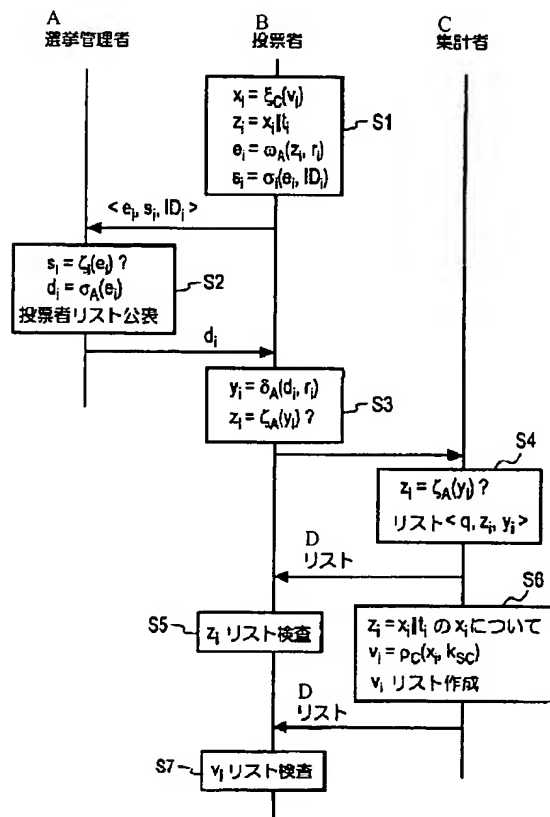 A
選挙管理者
B
投票者
C
集計者
xᵢ = ξC(vᵢ)
zᵢ = xᵢ||tᵢ
eᵢ = ωA(zᵢ, rᵢ)
sᵢ = σᵢ(eᵢ, IDᵢ)
S1
< eᵢ, sᵢ, IDᵢ >
sᵢ = ζᵢ(eᵢ) ?
dᵢ = σA(eᵢ)
投票者リスト公表
S2
dᵢ
yᵢ = δA(dᵢ, rᵢ)
zᵢ = ζA(yᵢ) ?
S3
S4
zᵢ = ζA(yᵢ) ?
リスト< q, zᵢ, yᵢ >
D
リスト
S6
S5
zᵢ リスト検査
zᵢ = xᵢ||tᵢ の xᵢ について
vᵢ = ρC(xᵢ, kSC)
vᵢ リスト作成
D
リスト
S7
vᵢ リスト検査